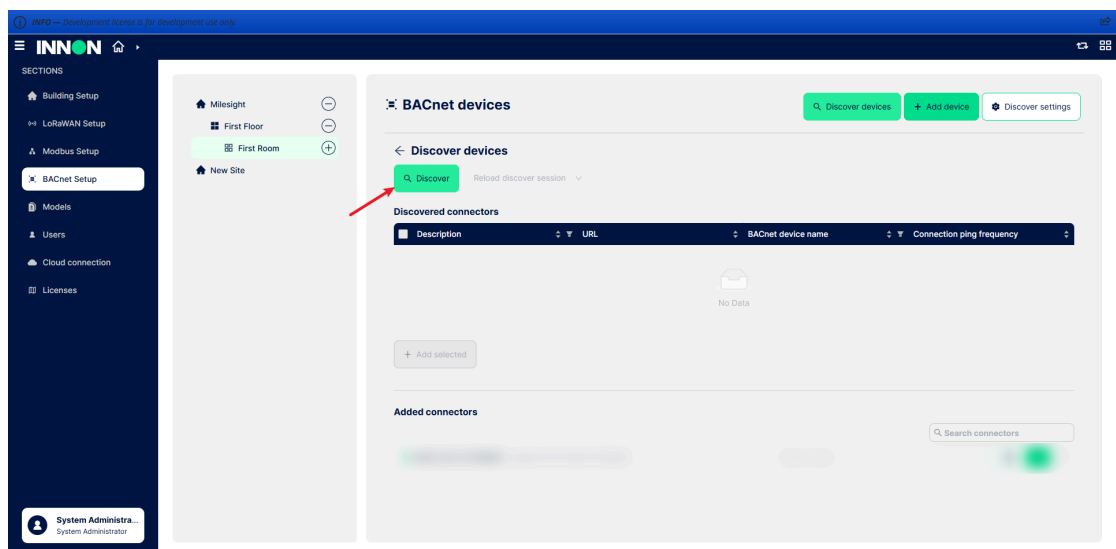 INFO — Development license is for development use only.
INNON
SECTIONS
Building Setup
LoRaWAN Setup
Modbus Setup
BACnet Setup
Models
Users
Cloud connection
Licenses
System Administra...
System Administrator
Milesight
First Floor
First Room
New Site
BACnet devices
Discover devices
+ Add device
Discover settings
← Discover devices
Discover
Reload discover session
Discovered connectors
Description URL BACnet device name Connection ping frequency
No Data
+ Add selected
Added connectors
Search connectors